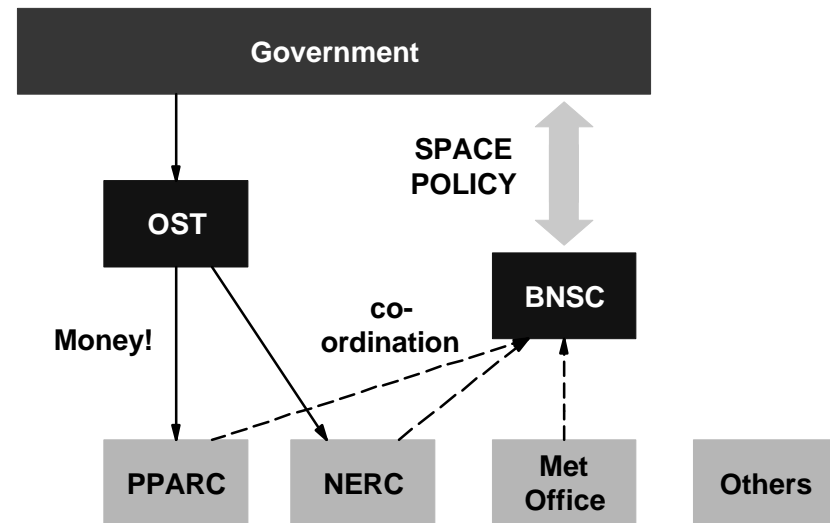 Government
SPACE
POLICY
OST
BNSC
co-
ordination
Money!
PPARC
NERC
Met
Office
Others